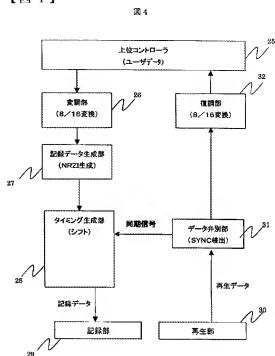 図4
上位コントローラ
(ユーザデータ)
25
変調部
(8/16変換)
26
復調部
(8/16変換)
32
記録データ生成部
(NRZI生成)
27
タイミング生成部
(シフト)
28
同期信号
データ弁別部
(SYNC検出)
31
記録データ
再生データ
記録部
29
再生部
30